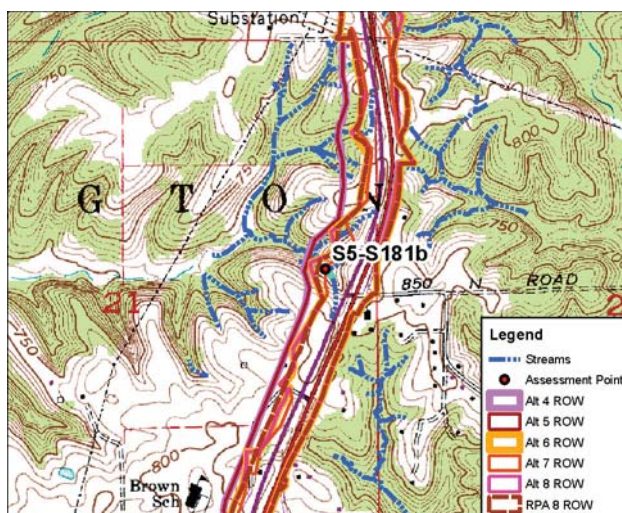 Substation
750
800
750
G T O N
S5-S181b
850 N ROAD
21
2
750
750
Legend
Streams
Assessment Point
Alt 4 ROW
Alt 5 ROW
Alt 6 ROW
Alt 7 ROW
Alt 8 ROW
RPA 8 ROW
800
Brown
Sch